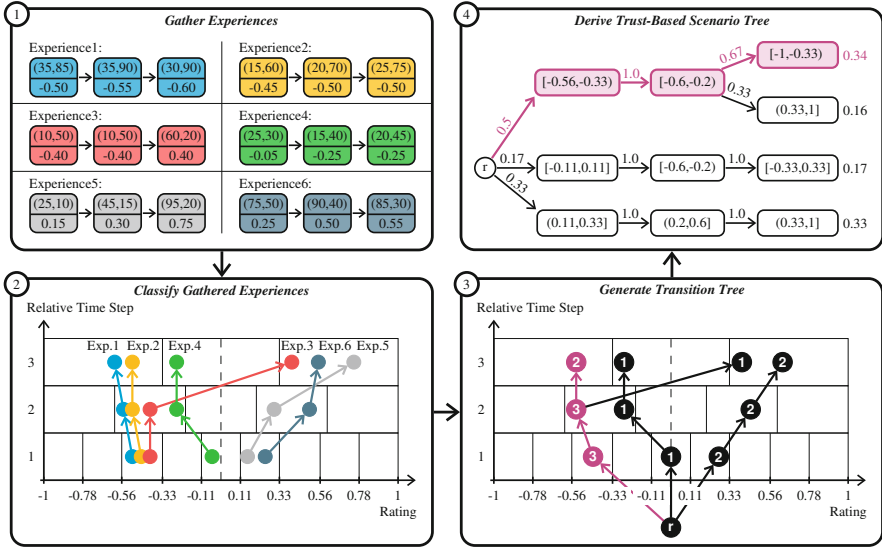 1
Gather Experiences
Experience1:
(35,85) (35,90) (30,90)
-0.50 -0.55 -0.60
Experience2:
(15,60) (20,70) (25,75)
-0.45 -0.50 -0.50
Experience3:
(10,50) (10,50) (60,20)
-0.40 -0.40 0.40
Experience4:
(25,30) (15,40) (20,45)
-0.05 -0.25 -0.25
Experience5:
(25,10) (45,15) (95,20)
0.15 0.30 0.75
Experience6:
(75,50) (90,40) (85,30)
0.25 0.50 0.55
2
Classify Gathered Experiences
Relative Time Step
Exp.1 Exp.2 Exp.4 Exp.3 Exp.6 Exp.5
3
2
1
-1 -0.78 -0.56 -0.33 -0.11 0.11 0.33 0.56 0.78 1
Rating
3
Generate Transition Tree
Relative Time Step
3 2 1 1 2
2 3 1 2
1 3 1 2
-1 -0.78 -0.56 -0.33 -0.11 0.11 0.33 0.56 0.78 1
r
Rating
4
Derive Trust-Based Scenario Tree
r
0.5 [-0.56,-0.33) 1.0 [-0.6,-0.2) 0.67 [-1,-0.33) 0.34
0.33 (0.33,1] 0.16
0.17 [-0.11,0.11] 1.0 [-0.6,-0.2) 1.0 [-0.33,0.33] 0.17
0.33 (0.11,0.33] 1.0 (0.2,0.6] 1.0 (0.33,1] 0.33